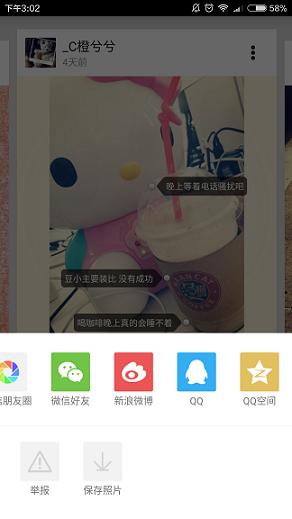 下午3:02
58%
_C橙兮兮
4天前
晚上等着电话骚扰吧
豆小主要装比 没有成功
喝咖啡晚上真的会睡不着
信朋友圈
微信好友
新浪微博
QQ
QQ空间
举报
保存照片